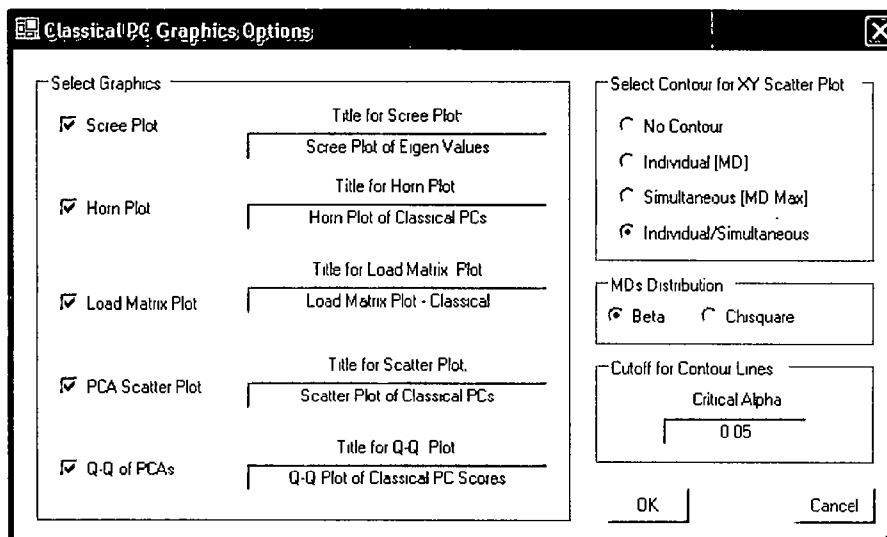 Classical PC Graphics Options
Select Graphics
Scree Plot
Title for Scree Plot
Scree Plot of Eigen Values
Horn Plot
Title for Horn Plot
Horn Plot of Classical PCs
Load Matrix Plot
Title for Load Matrix Plot
Load Matrix Plot - Classical
PCA Scatter Plot
Title for Scatter Plot.
Scatter Plot of Classical PCs
Q-Q of PCAs
Title for Q-Q Plot
Q-Q Plot of Classical PC Scores
Select Contour for XY Scatter Plot
No Contour
Individual [MD]
Simultaneous [MD Max]
Individual/Simultaneous
MDs Distribution
Beta Chisquare
Cutoff for Contour Lines
Critical Alpha
0 05
OK Cancel